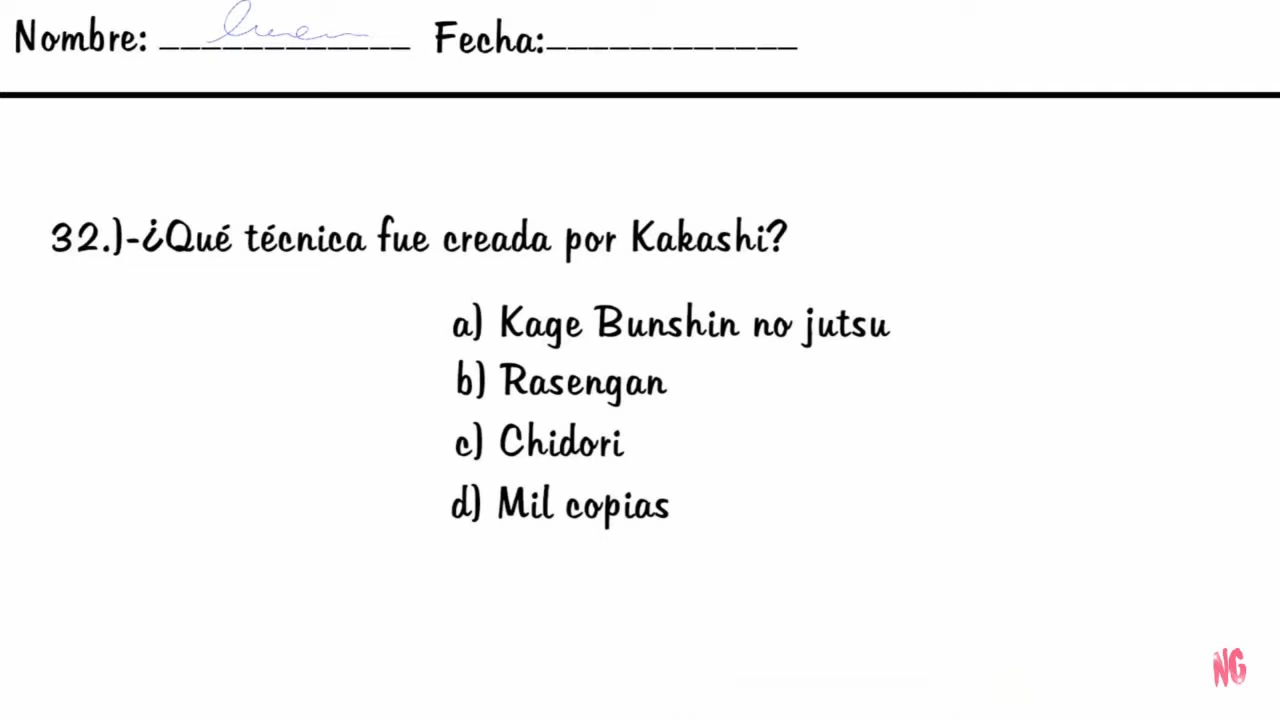 Nombre: ____________ Fecha:____________
32.)-¿Qué técnica fue creada por Kakashi?
a) Kage Bunshin no jutsu
b) Rasengan
c) Chidori
d) Mil copias
NG